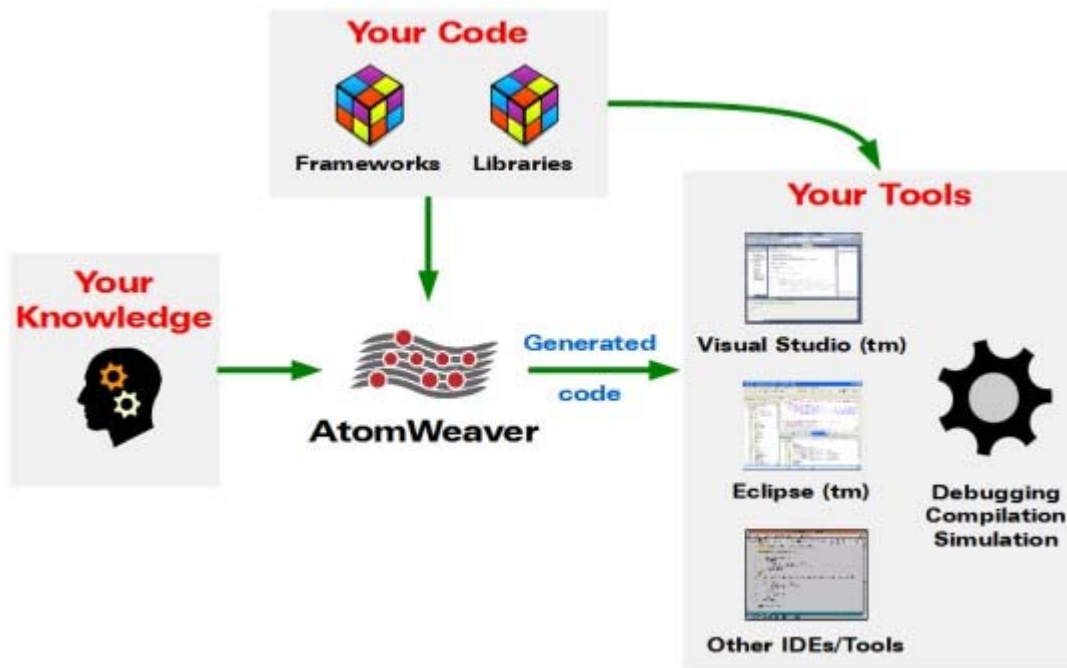 Your Code
Frameworks
Libraries
Your Tools
Your
Knowledge
AtomWeaver
Generated
code
Visual Studio (tm)
Eclipse (tm)
Other IDEs/Tools
Debugging
Compilation
Simulation